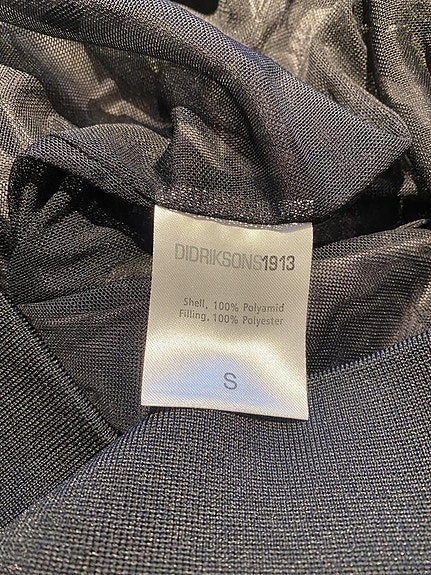 DIDRIKSONS1913
Shell. 100% Polyamid
Filling. 100% Polyester
S